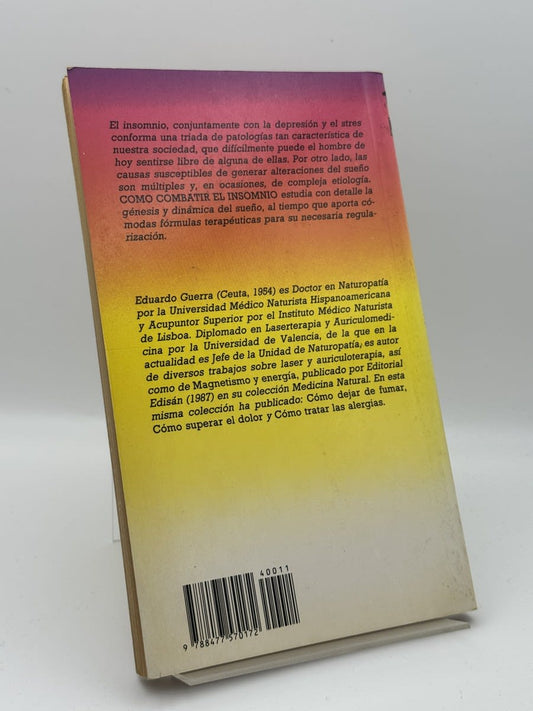 El insomnio, conjuntamente con la depresión y el stres
conforma una triada de patologías tan característica de
nuestra sociedad, que difícilmente puede el hombre de
hoy sentirse libre de alguna de ellas. Por otro lado, las
causas susceptibles de generar alteraciones del sueño
son múltiples y, en ocasiones, de compleja etiología.
COMO COMBATIR EL INSOMNIO estudia con detalle la
génesis y dinámica del sueño, al tiempo que aporta có-
modas fórmulas terapéuticas para su necesaria regula-
rización.
Eduardo Guerra (Ceuta, 1954) es Doctor en Naturopatía
por la Universidad Médico Naturista Hispanoamericana
y Acupuntor Superior por el Instituto Médico Naturista
de Lisboa. Diplomado en Laserterapia y Auriculomedi-
cina por la Universidad de Valencia, de la que en la
actualidad es Jefe de la Unidad de Naturopatía, es autor
de diversos trabajos sobre laser y auriculoterapia, así
como de Magnetismo y energía, publicado por Editorial
Edisán (1987) en su colección Medicina Natural. En esta
misma colección ha publicado: Cómo dejar de fumar,
Cómo superar el dolor y Cómo tratar las alergias.
40011
9 788477 570172